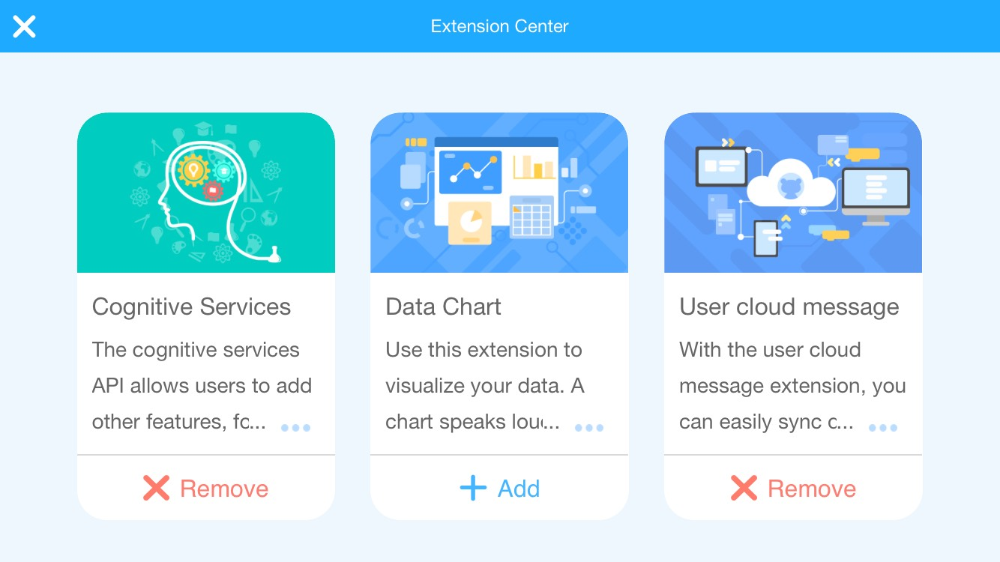 Extension Center
Cognitive Services
The cognitive services
API allows users to add
other features, fc...
Remove
Data Chart
Use this extension to
visualize your data. A
chart speaks lou...
Add
User cloud message
With the user cloud
message extension, you
can easily sync c...
Remove